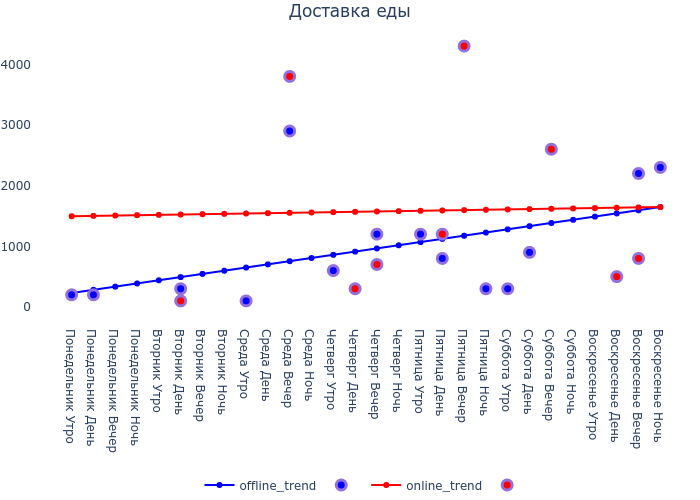 Доставка еды
4000
3000
2000
1000
0
Понедельник Утро
Понедельник День
Понедельник Вечер
Понедельник Ночь
Вторник Утро
Вторник День
Вторник Вечер
Вторник Ночь
Среда Утро
Среда День
Среда Вечер
Среда Ночь
Четверг Утро
Четверг День
Четверг Вечер
Четверг Ночь
Пятница Утро
Пятница День
Пятница Вечер
Пятница Ночь
Суббота Утро
Суббота День
Суббота Вечер
Суббота Ночь
Воскресенье Утро
Воскресенье День
Воскресенье Вечер
Воскресенье Ночь
offline_trend online_trend